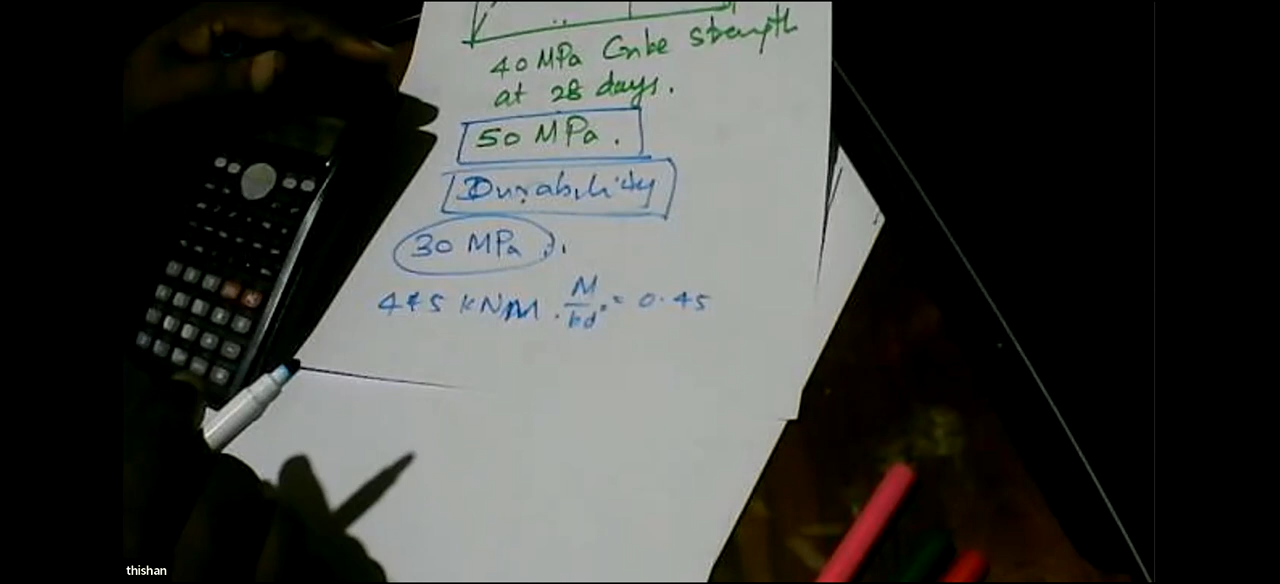 40 MPa Cube strength
at 28 days.
50 MPa.
Durability
30 MPa.
445 kNm. M/bd² = 0.45
thishan